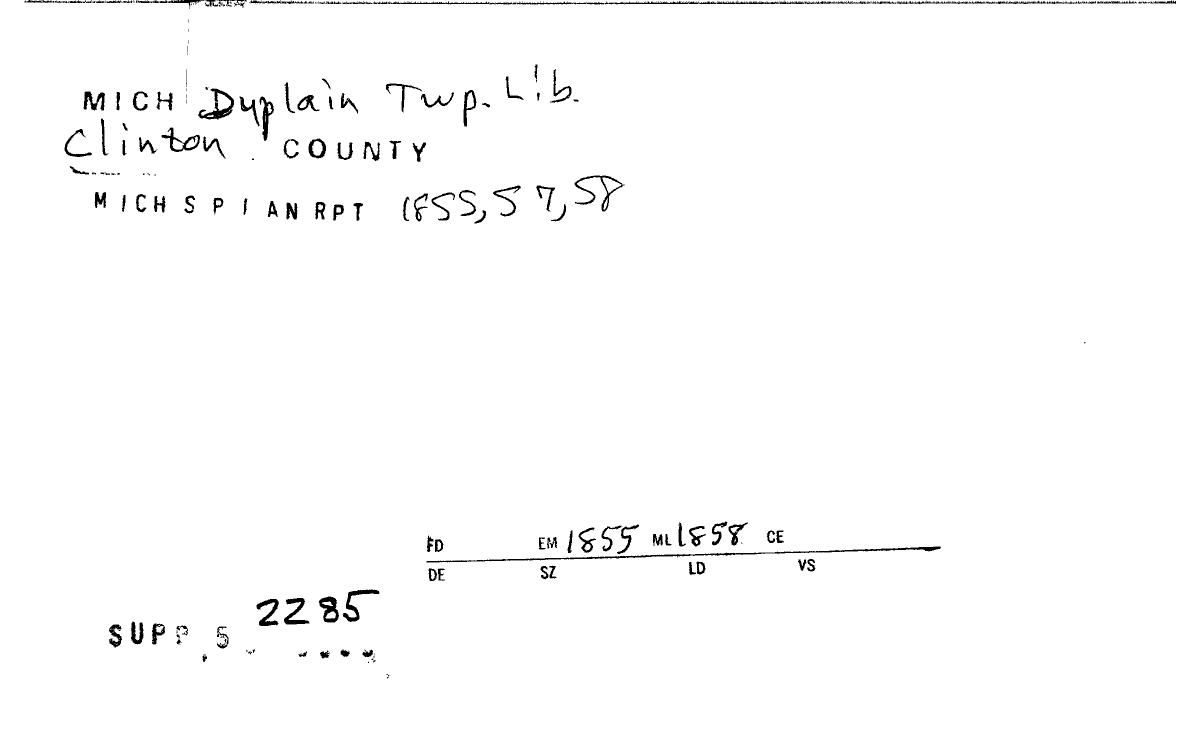 MICH Duplain Twp. Lib.
Clinton COUNTY
MICH S P I AN RPT 1855, 57, 58
FD EM 1855 ML 1858 CE
DE SZ LD VS
2285
SUPP 5